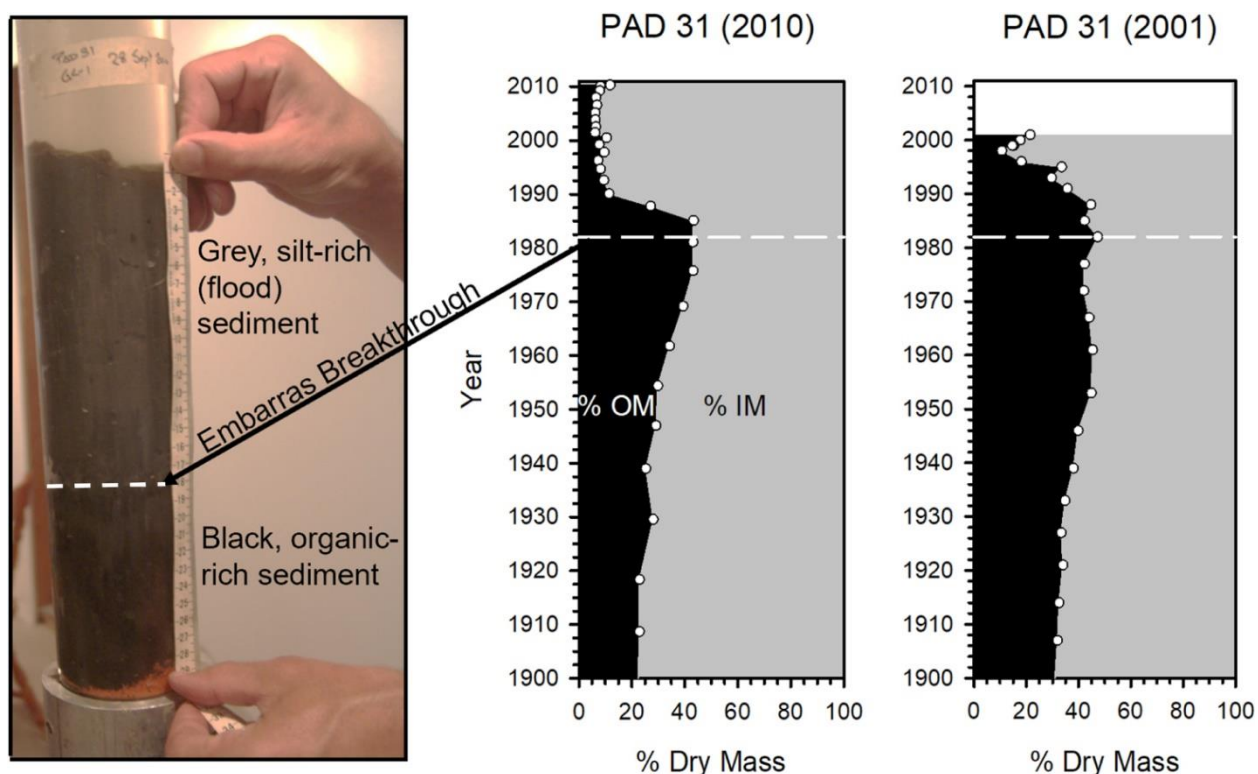 PAD 31 (2010)
PAD 31 (2001)
28 Sept
Grey, silt-rich
(flood)
sediment
Embarras Breakthrough
Black, organic-
rich sediment
Year
2010
2000
1990
1980
1970
1960
1950
1940
1930
1920
1910
1900
% OM
% IM
0 20 40 60 80 100
% Dry Mass
2010
2000
1990
1980
1970
1960
1950
1940
1930
1920
1910
1900
0 20 40 60 80 100
% Dry Mass